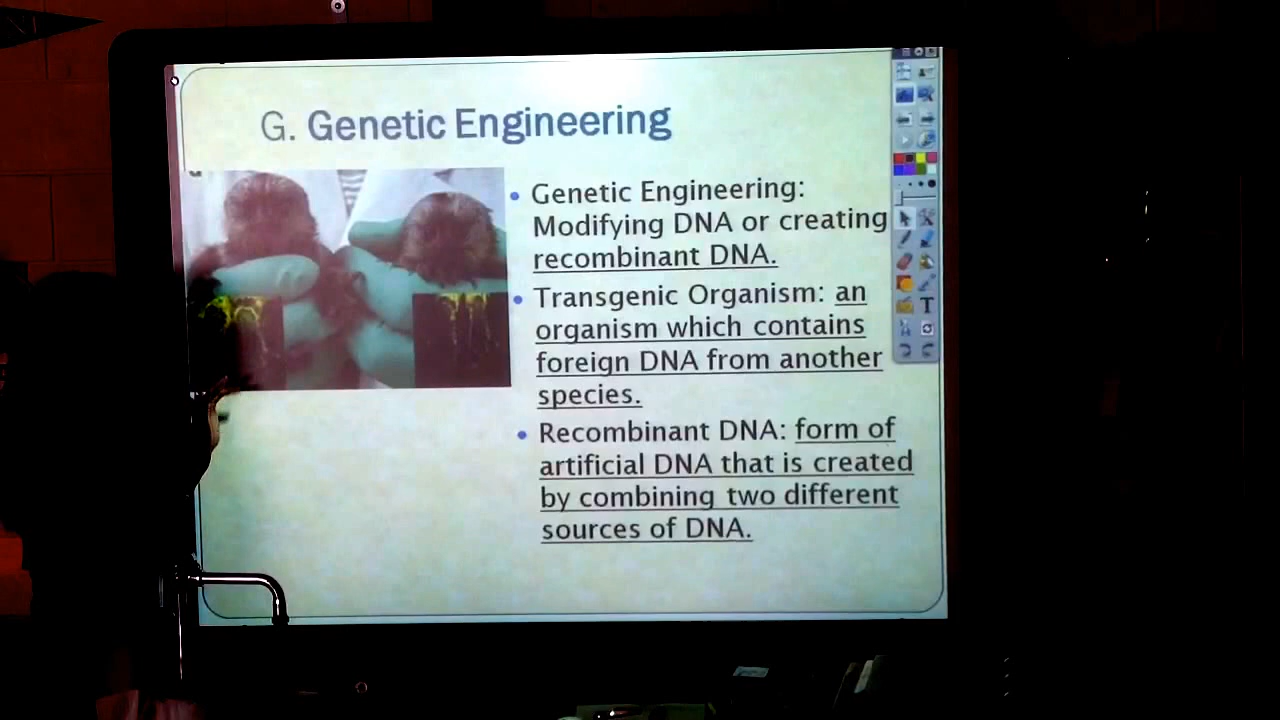 G. Genetic Engineering
• Genetic Engineering:
Modifying DNA or creating
recombinant DNA.
• Transgenic Organism: an
organism which contains
foreign DNA from another
species.
• Recombinant DNA: form of
artificial DNA that is created
by combining two different
sources of DNA.
T